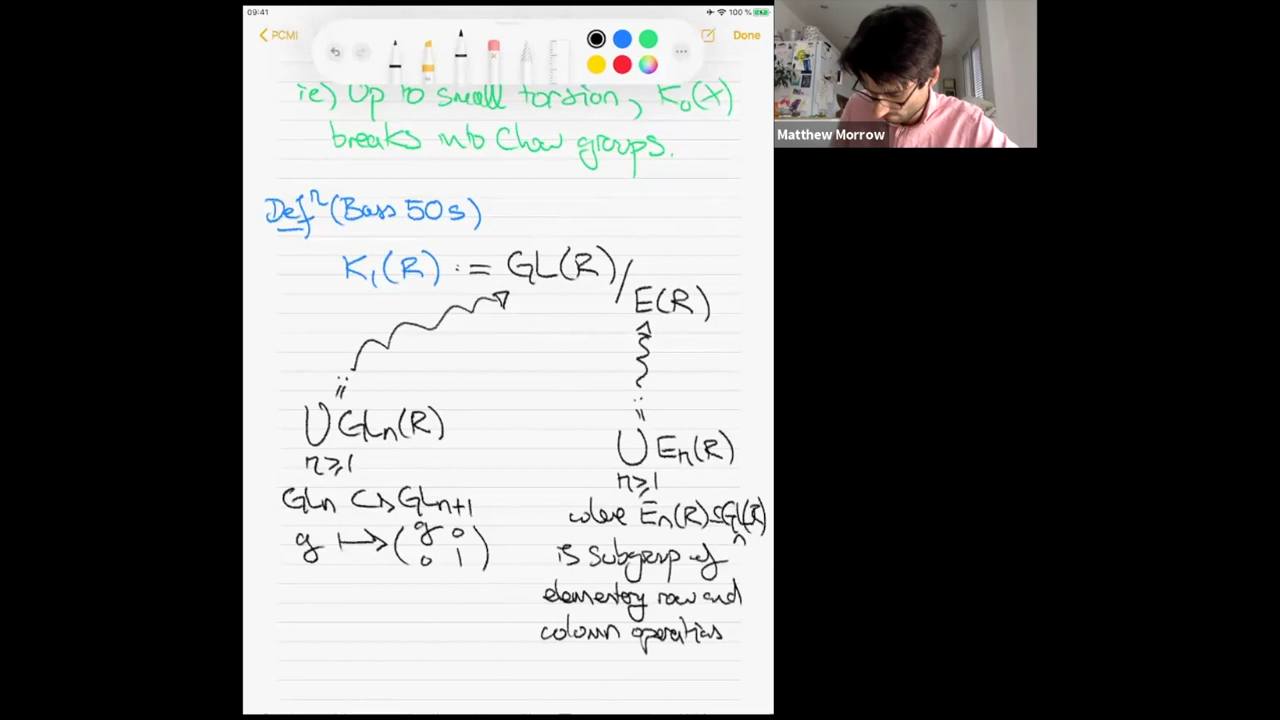 09:41
100 %
PCMI
Done
ie) Up to small torsion, K₀(X)
breaks into Chow groups.
Defⁿ (Bass 50s)
K₁(R) := GL(R)/
E(R)
∪ GLn(R)
n≥1
∪ En(R)
n≥1
GLn ↪ GLn+1
g ↦ (g 0
0 1)
where En(R) ⊆ GLn(R)
is subgroup of
elementary row and
column operations
Matthew Morrow